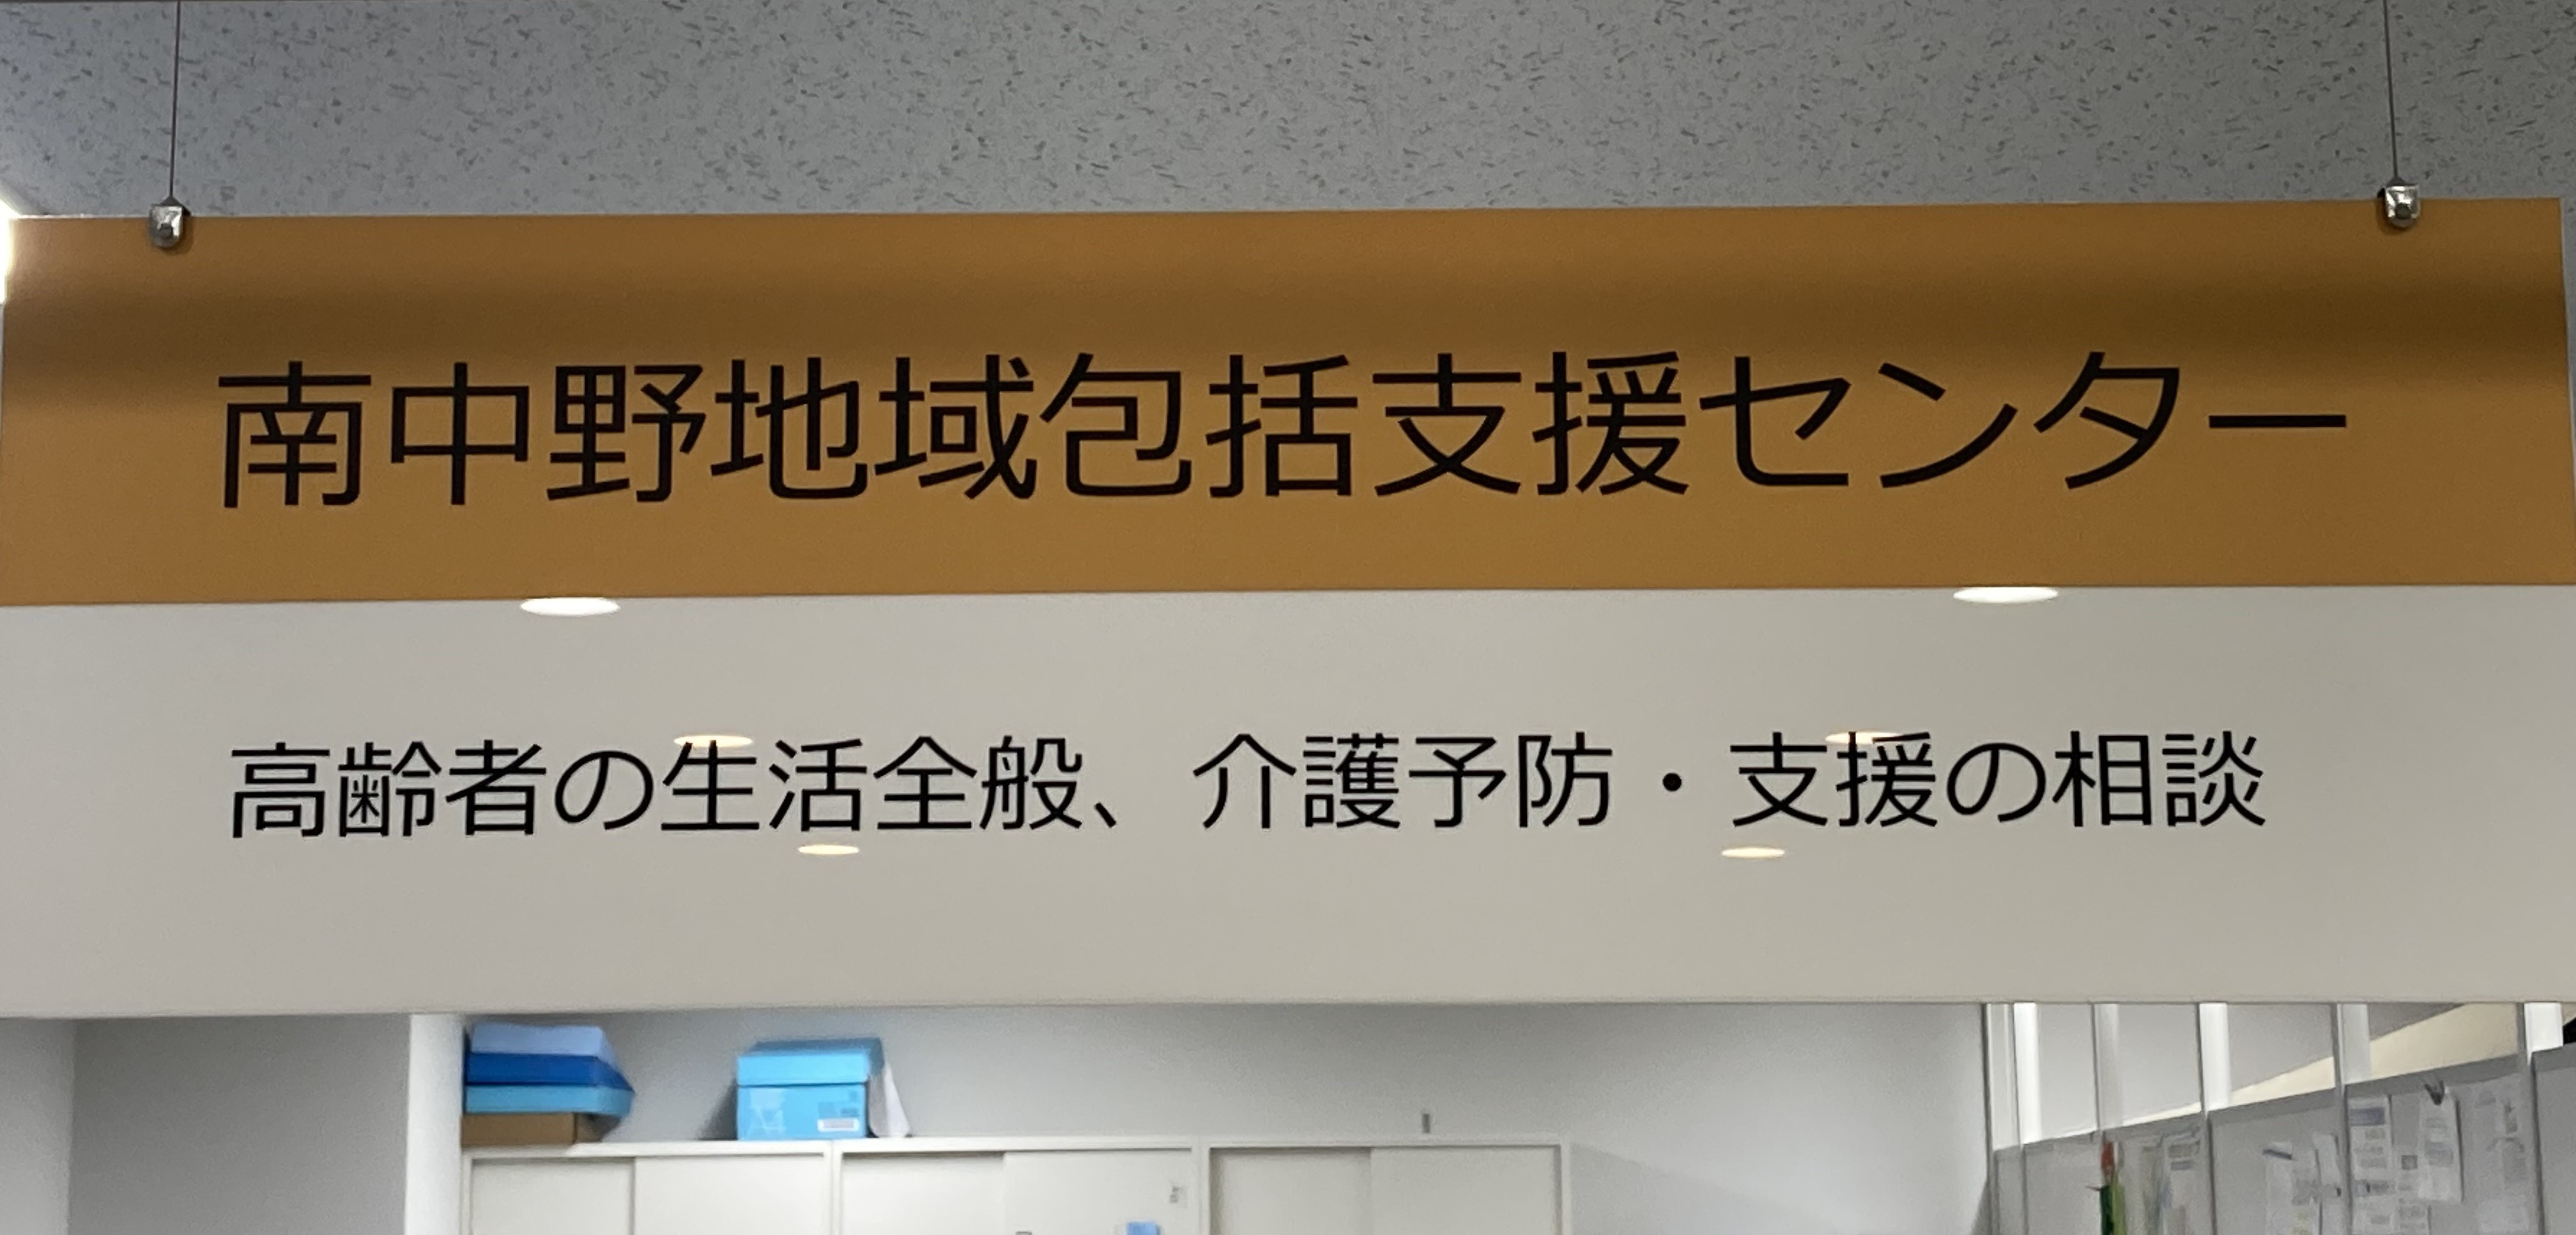 南中野地域包括支援センター
高齢者の生活全般、介護予防・支援の相談